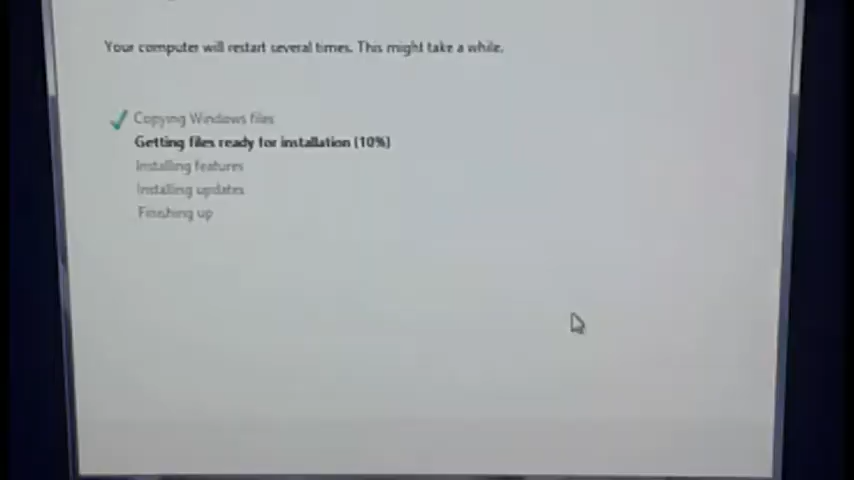 Your computer will restart several times. This might take a while.
Copying Windows files
Getting files ready for installation (10%)
Installing features
Installing updates
Finishing up